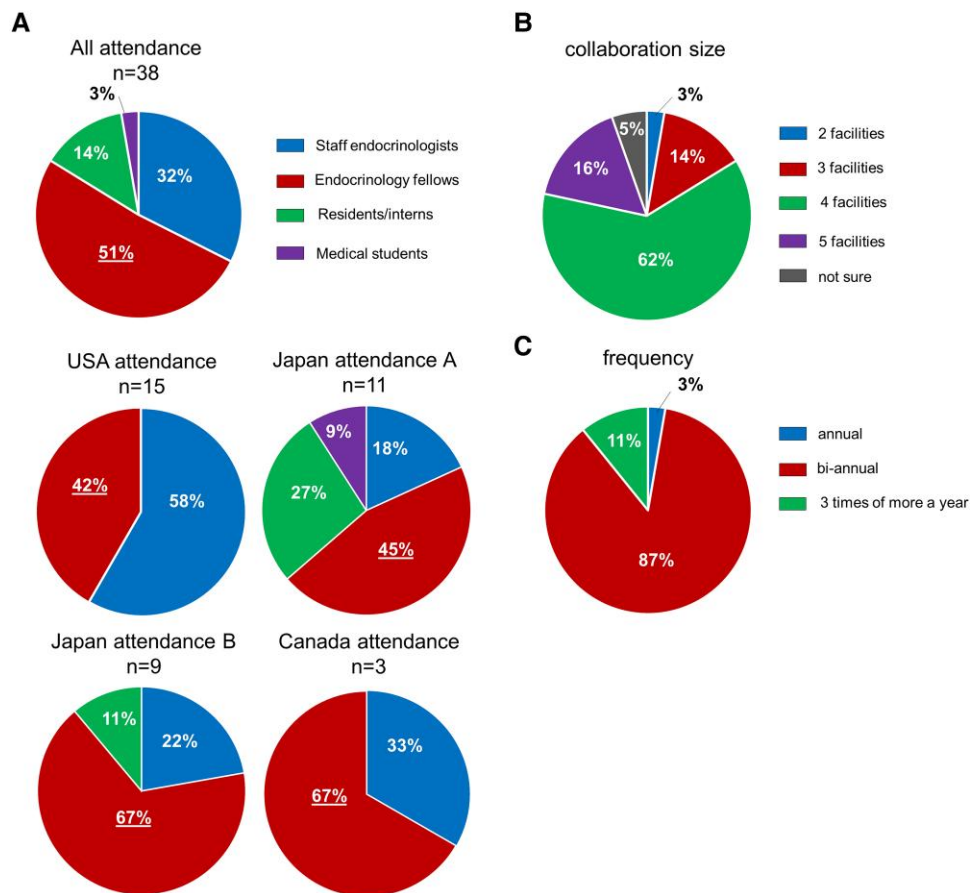 A
All attendance
n=38
3%
14%
32%
51%
Staff endocrinologists
Endocrinology fellows
Residents/interns
Medical students
USA attendance
n=15
42%
58%
Japan attendance A
n=11
9%
18%
27%
45%
Japan attendance B
n=9
11%
22%
67%
Canada attendance
n=3
33%
67%
B
collaboration size
3%
5%
14%
16%
62%
2 facilities
3 facilities
4 facilities
5 facilities
not sure
C
frequency
3%
11%
87%
annual
bi-annual
3 times of more a year